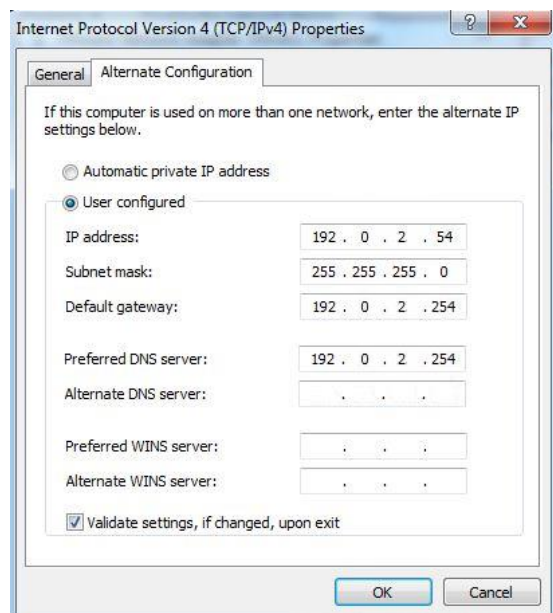 Internet Protocol Version 4 (TCP/IPv4) Properties
General Alternate Configuration
If this computer is used on more than one network, enter the alternate IP
settings below.
Automatic private IP address
User configured
IP address: 192 . 0 . 2 . 54
Subnet mask: 255 . 255 . 255 . 0
Default gateway: 192 . 0 . 2 . 254
Preferred DNS server: 192 . 0 . 2 . 254
Alternate DNS server: . . .
Preferred WINS server: . . .
Alternate WINS server: . . .
Validate settings, if changed, upon exit
OK Cancel